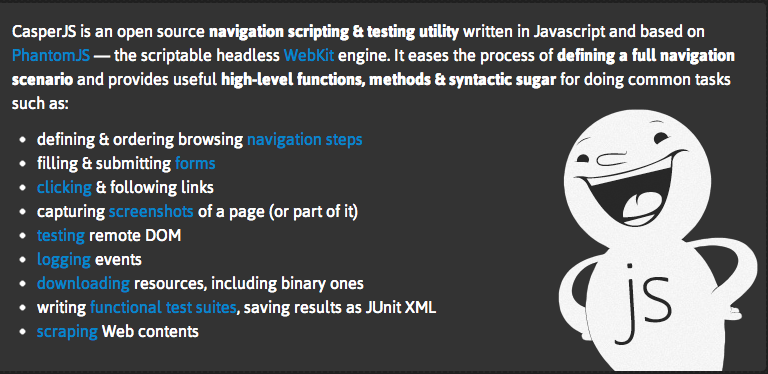 CasperJS is an open source navigation scripting & testing utility written in Javascript and based on
PhantomJS — the scriptable headless WebKit engine. It eases the process of defining a full navigation
scenario and provides useful high-level functions, methods & syntactic sugar for doing common tasks
such as:
• defining & ordering browsing navigation steps
• filling & submitting forms
• clicking & following links
• capturing screenshots of a page (or part of it)
• testing remote DOM
• logging events
• downloading resources, including binary ones
• writing functional test suites, saving results as JUnit XML
• scraping Web contents
js